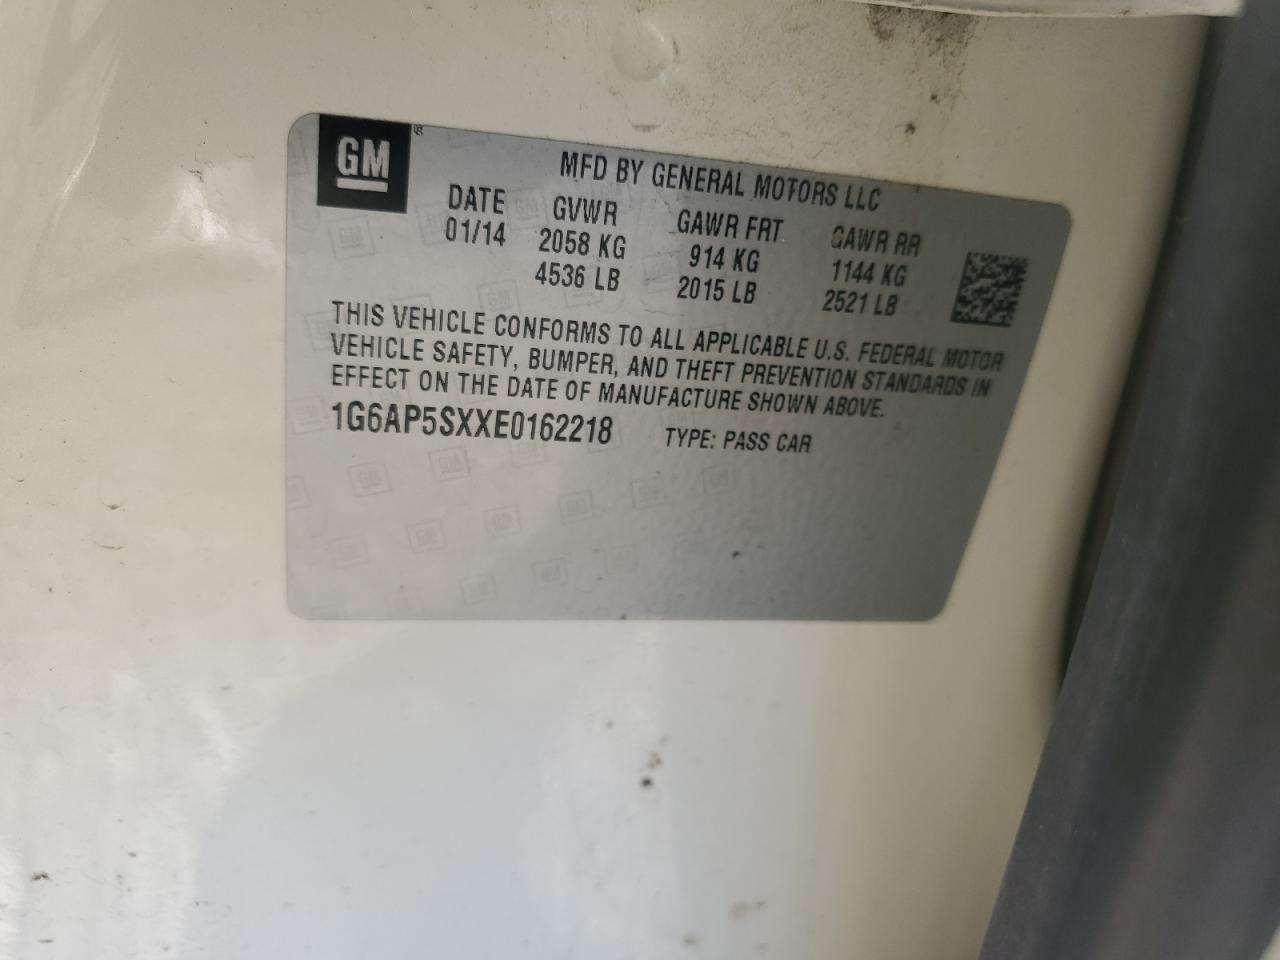 GM
MFD BY GENERAL MOTORS LLC
DATE GVWR GAWR FRT GAWR RR
01/14 2058 KG 914 KG 1144 KG
4536 LB 2015 LB 2521 LB
THIS VEHICLE CONFORMS TO ALL APPLICABLE U.S. FEDERAL MOTOR
VEHICLE SAFETY, BUMPER, AND THEFT PREVENTION STANDARDS IN
EFFECT ON THE DATE OF MANUFACTURE SHOWN ABOVE.
1G6AP5SXXE0162218 TYPE: PASS CAR